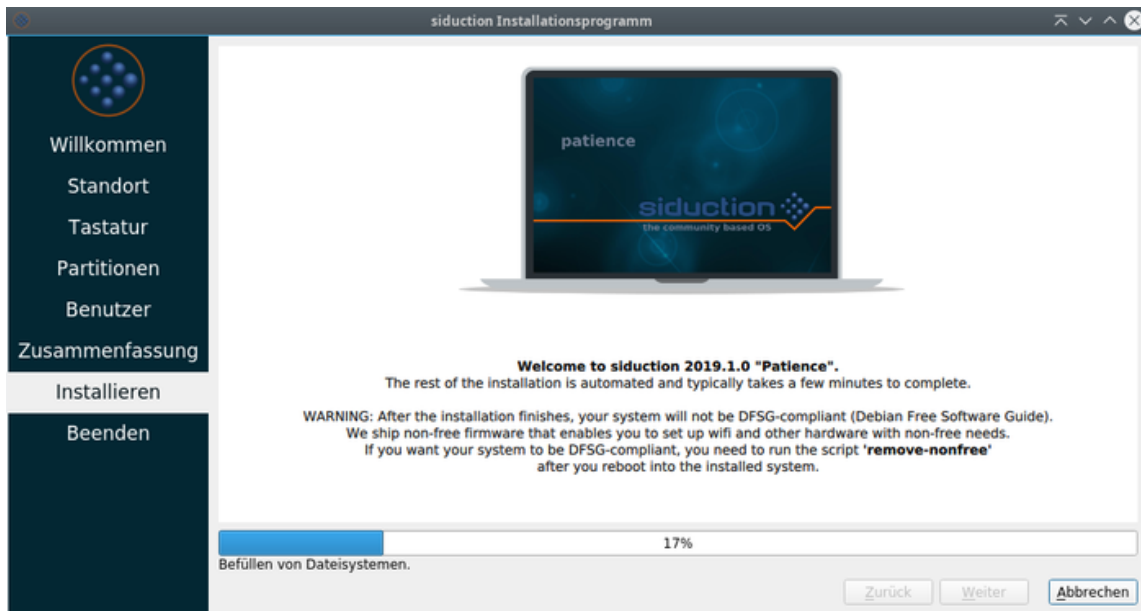 siduction Installationsprogramm
Willkommen
Standort
Tastatur
Partitionen
Benutzer
Zusammenfassung
Installieren
Beenden
patience
siduction
the community based OS
Welcome to siduction 2019.1.0 "Patience".
The rest of the installation is automated and typically takes a few minutes to complete.
WARNING: After the installation finishes, your system will not be DFSG-compliant (Debian Free Software Guide).
We ship non-free firmware that enables you to set up wifi and other hardware with non-free needs.
If you want your system to be DFSG-compliant, you need to run the script 'remove-nonfree'
after you reboot into the installed system.
17%
Befüllen von Dateisystemen.
Zurück
Weiter
Abbrechen